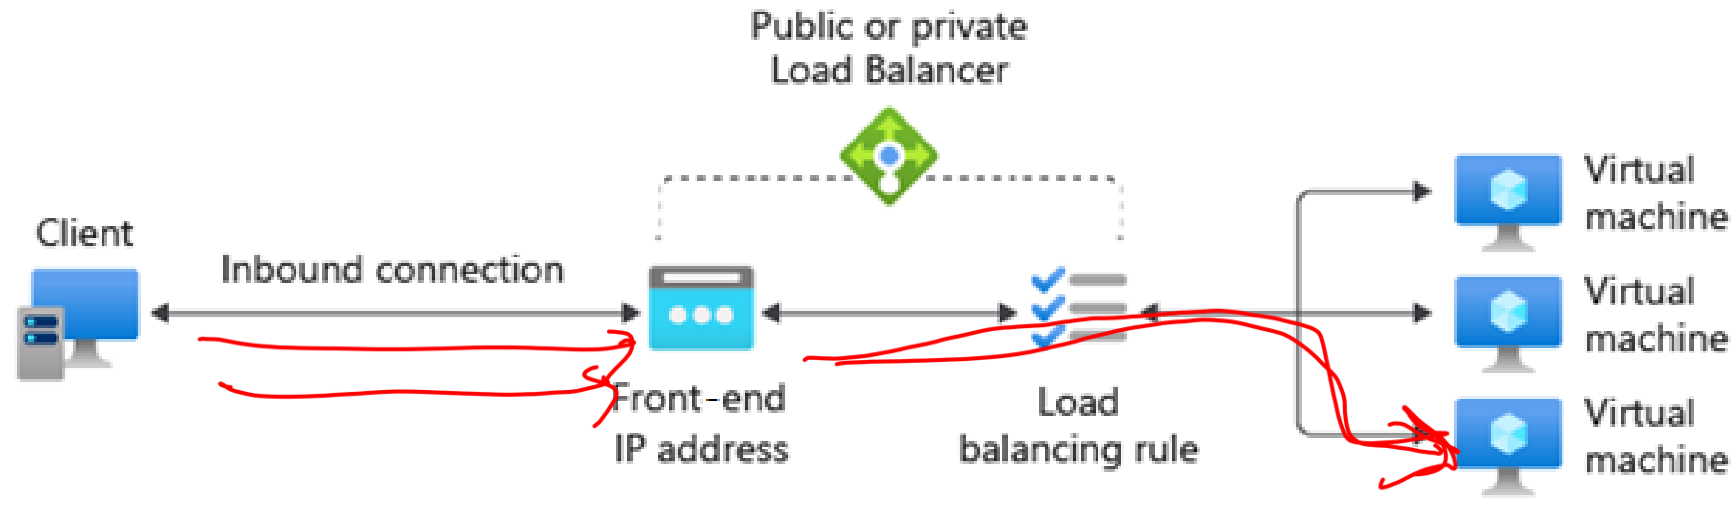 Public or private
Load Balancer
Client
Inbound connection
Front-end
IP address
Load
balancing rule
Virtual
machine
Virtual
machine
Virtual
machine